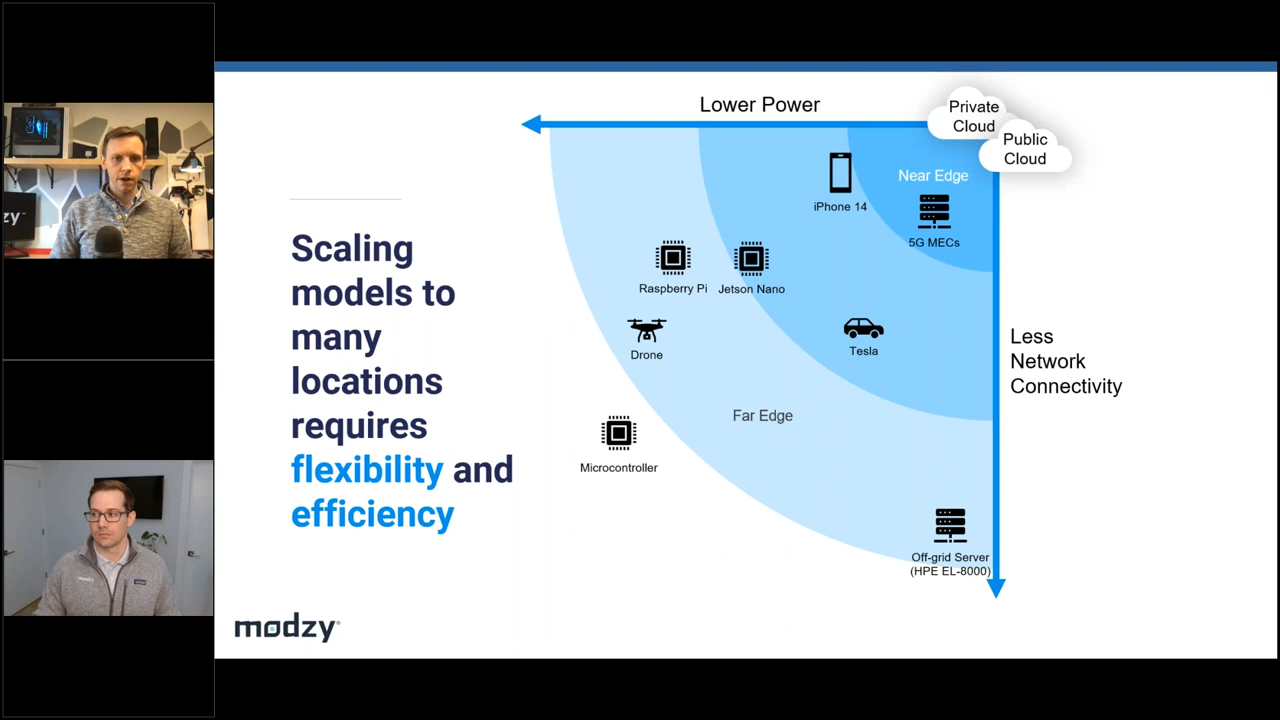 Scaling
models to
many
locations
requires
flexibility and
efficiency
modzy
Lower Power
Private
Cloud
Public
Cloud
Near Edge
iPhone 14
5G MECs
Raspberry Pi
Jetson Nano
Drone
Tesla
Less
Network
Connectivity
Far Edge
Microcontroller
Off-grid Server
(HPE EL-8000)
zy
modzy